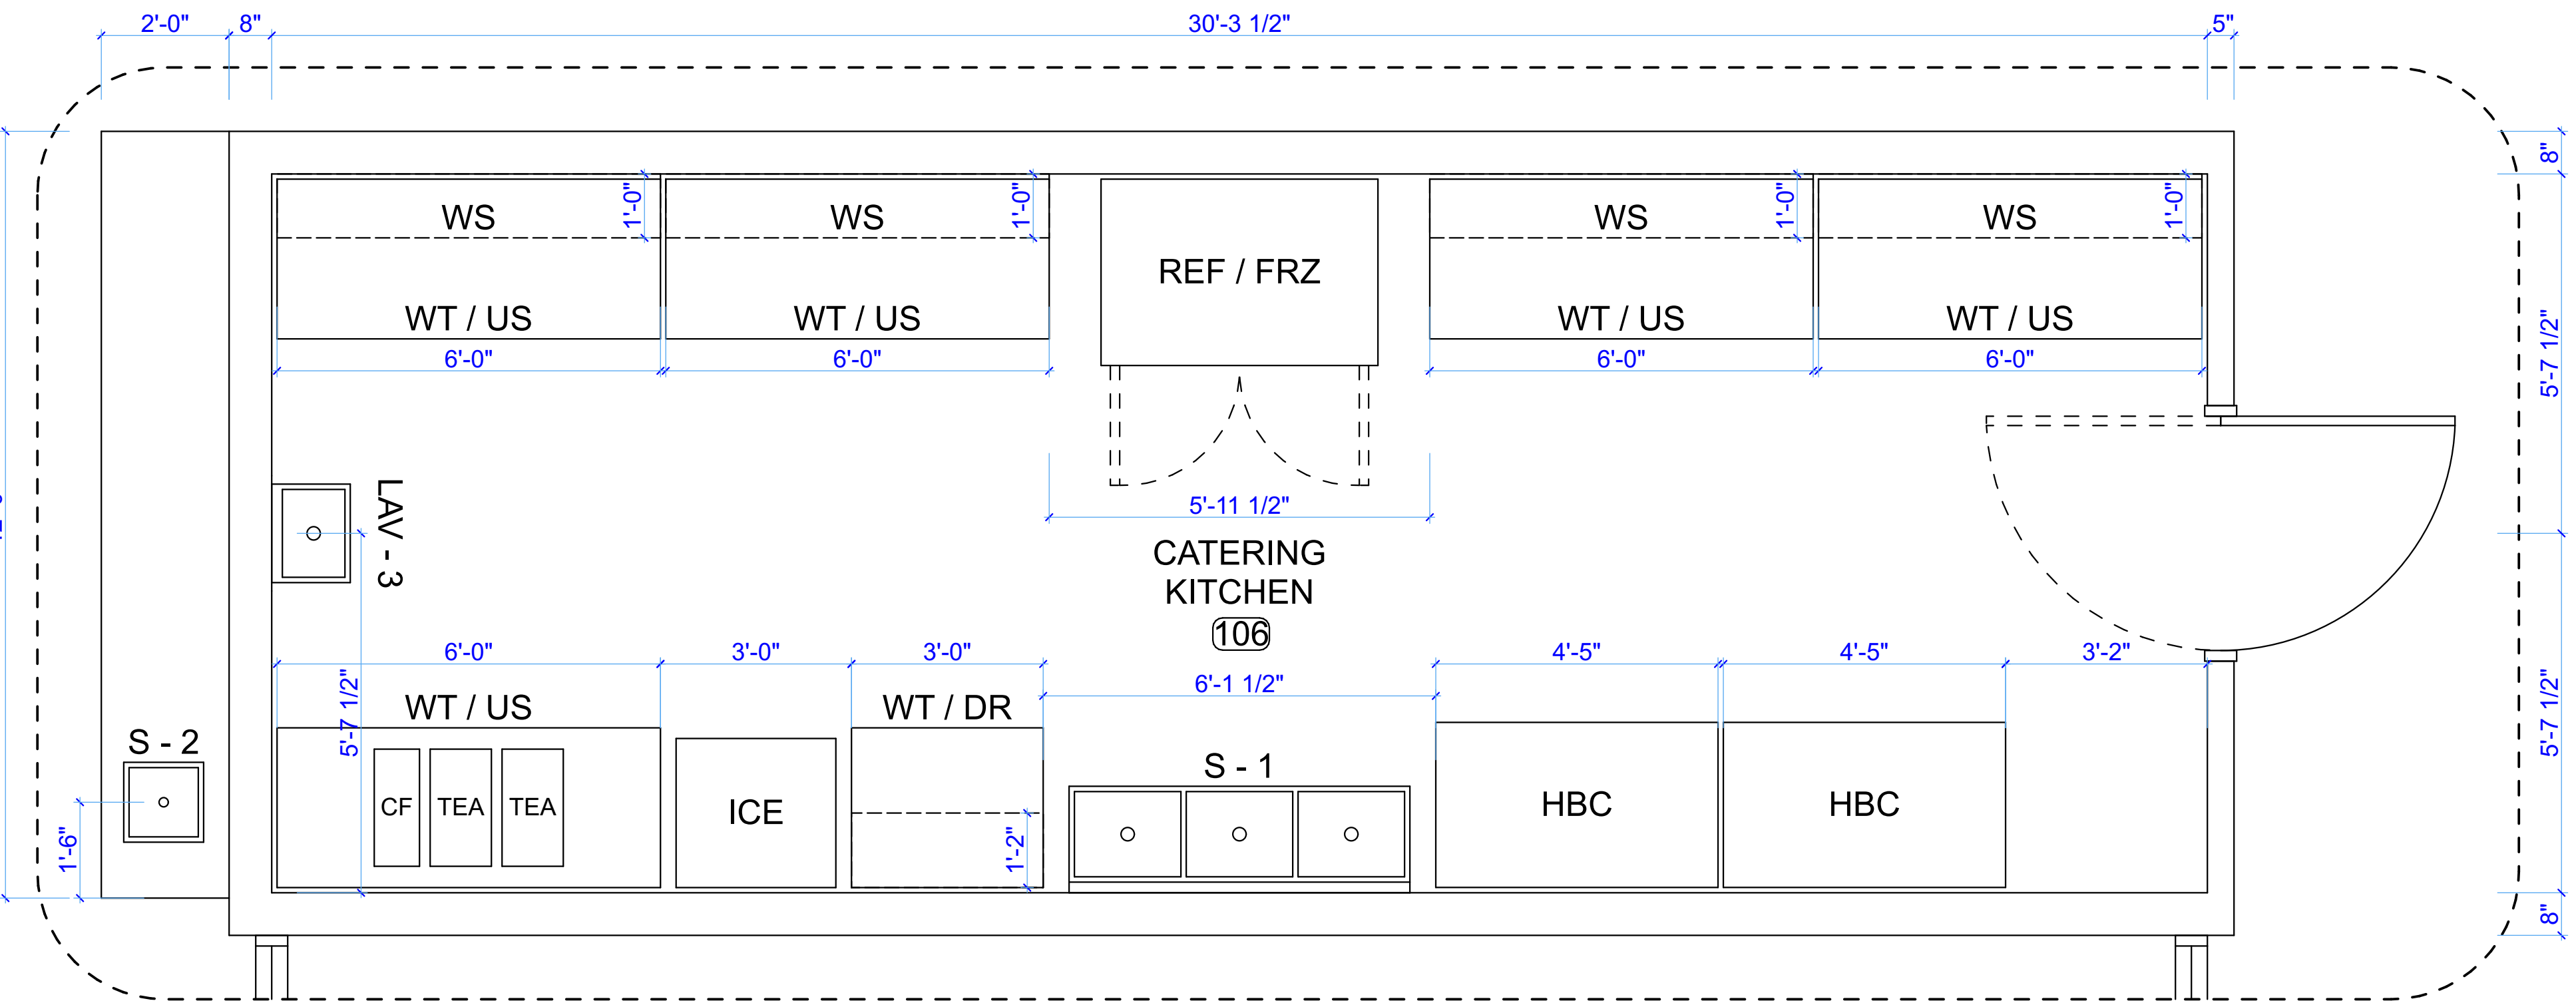 2'-0" 8" 30'-3 1/2" 5"
8"
1'-0" 1'-0" 1'-0" 1'-0"
WS WS WS WS
REF / FRZ
WT / US WT / US WT / US WT / US
5'-7 1/2"
6'-0" 6'-0" 6'-0" 6'-0"
5'-11 1/2"
LAV - 3
CATERING
KITCHEN
106
6'-0" 3'-0" 3'-0" 4'-5" 4'-5" 3'-2"
6'-1 1/2"
5'-7 1/2"
5'-7 1/2"
WT / US WT / DR
S - 2
S - 1
CF TEA TEA ICE HBC HBC
1'-6"
1'-2"
8"